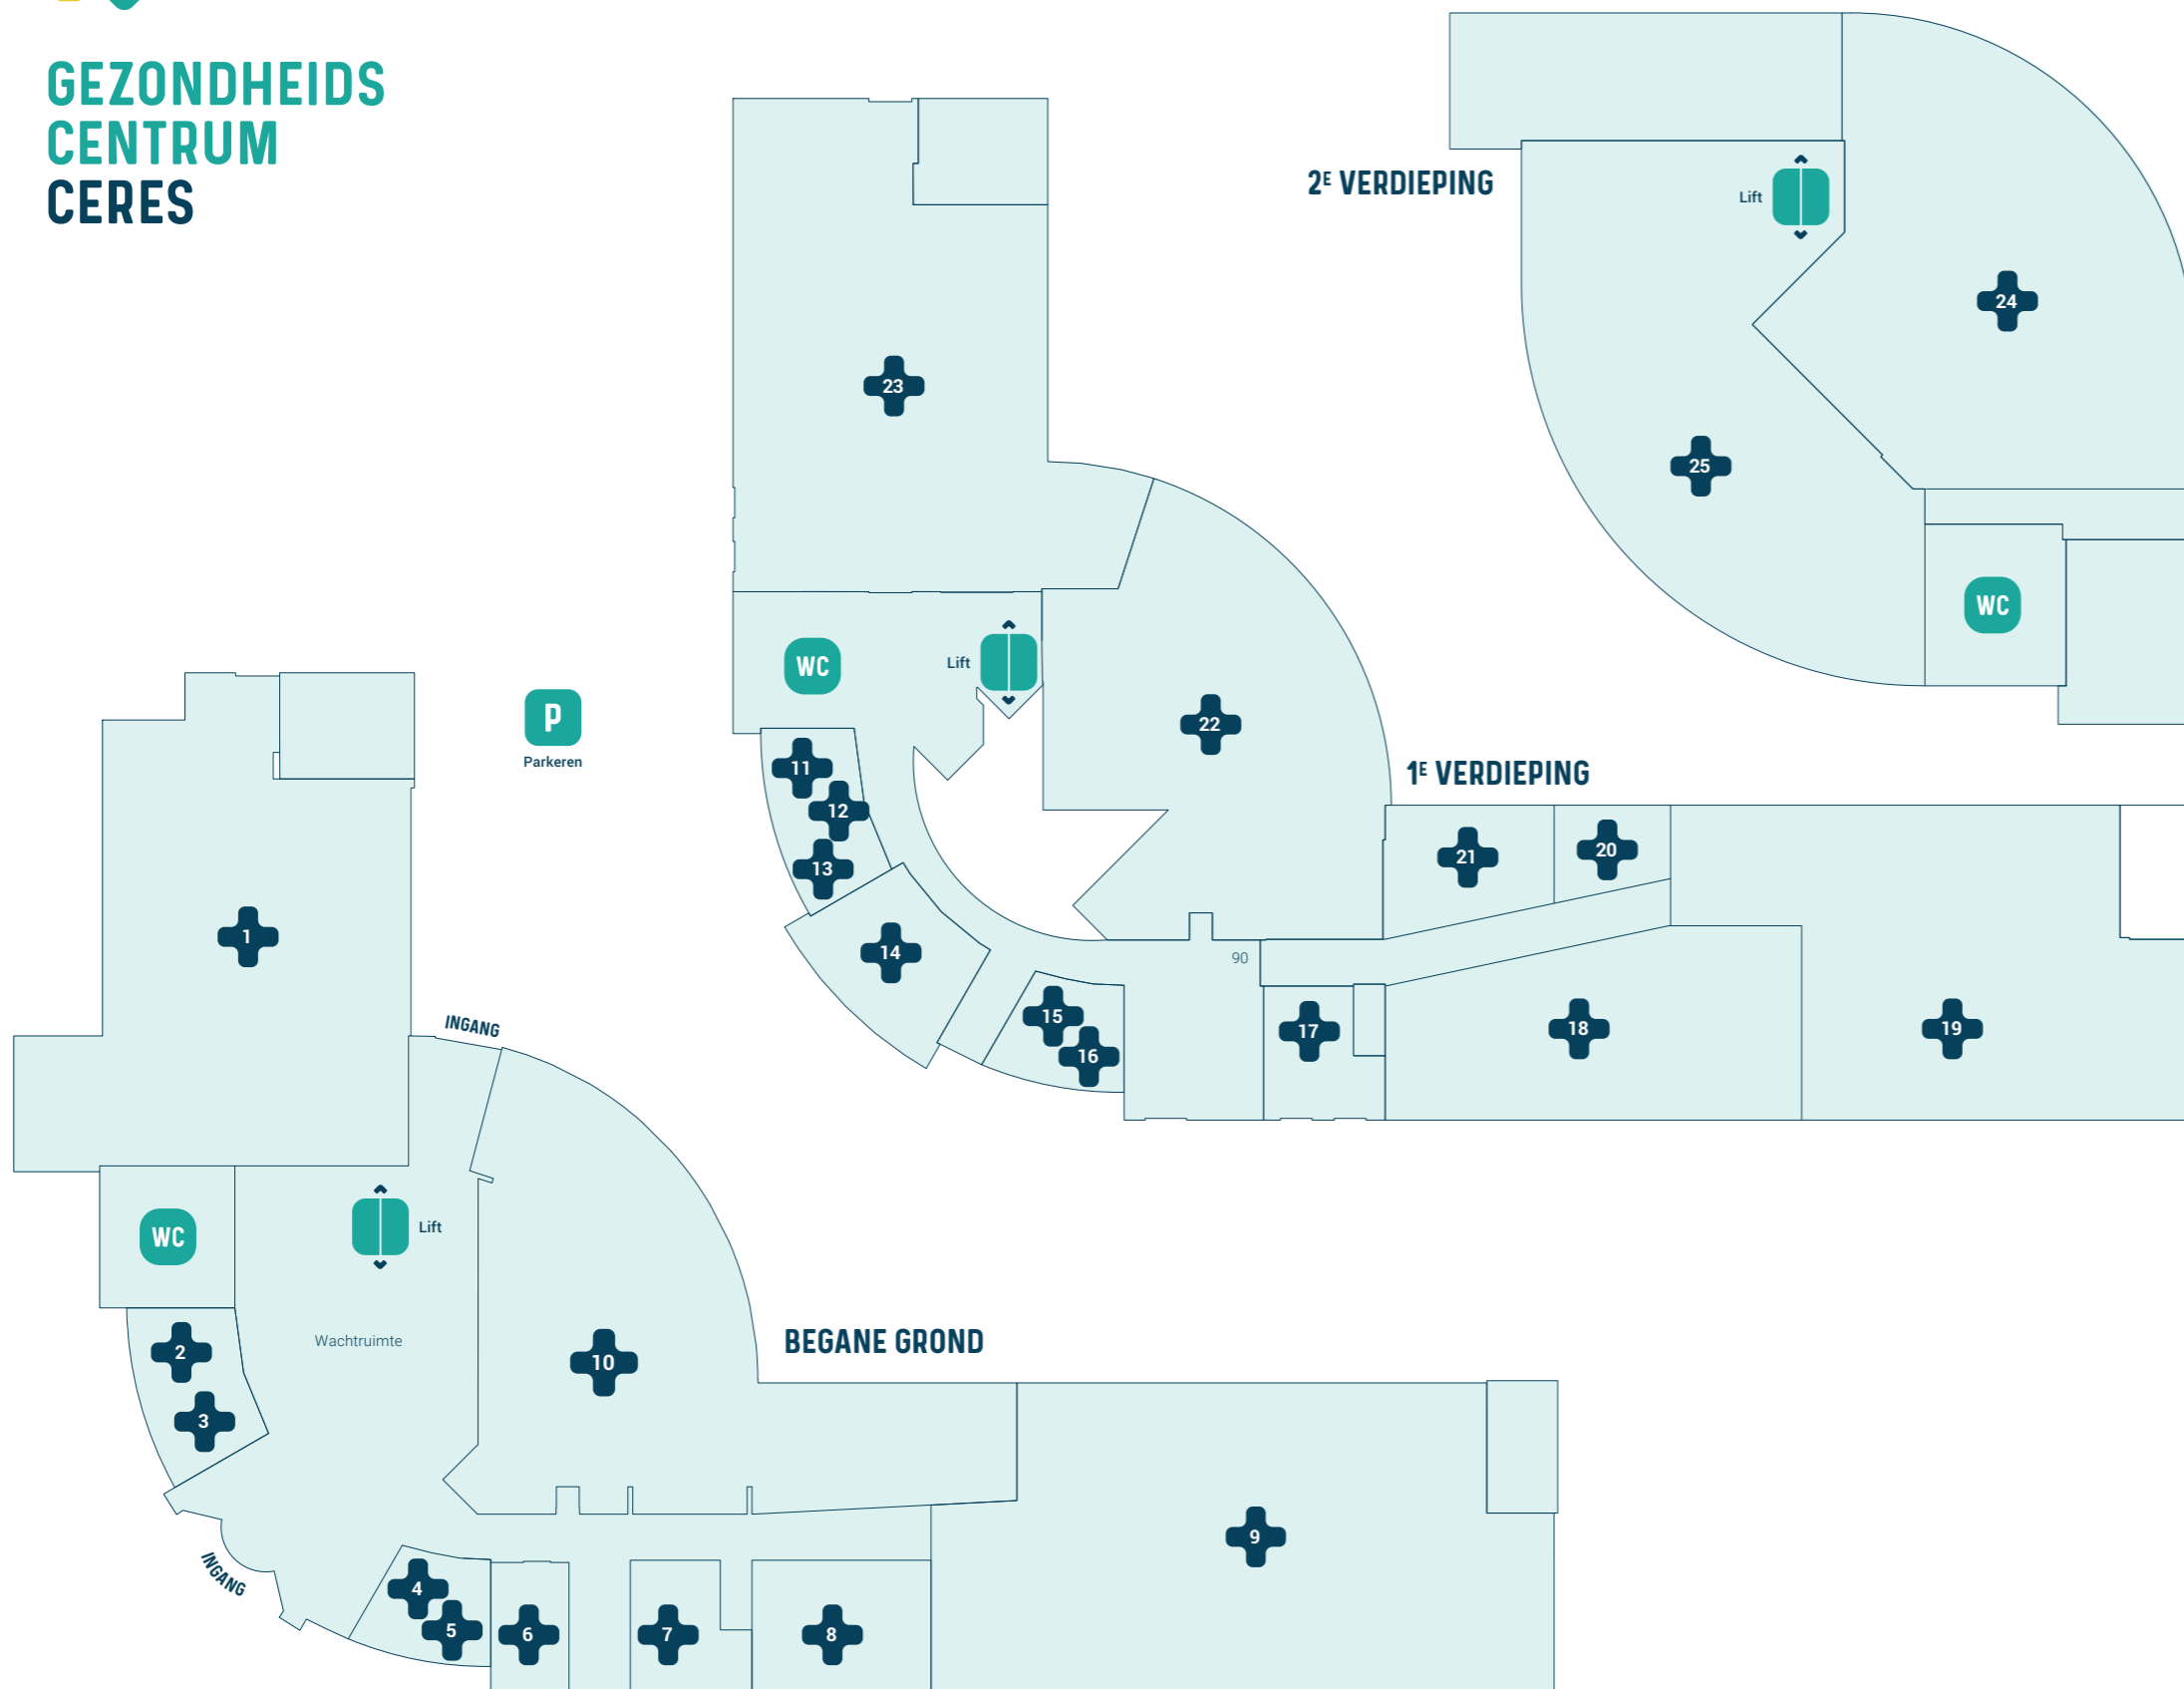 GEZONDHEIDS
CENTRUM
CERES
2E VERDIEPING
Lift
24
25
WC
23
WC
Lift
22
11
12
13
14
15
16
90
17
18
19
20
21
1E VERDIEPING
P
Parkeren
1
INGANG
WC
Lift
Wachtruimte
2
3
10
BEGANE GROND
INGANG
4
5
6
7
8
9